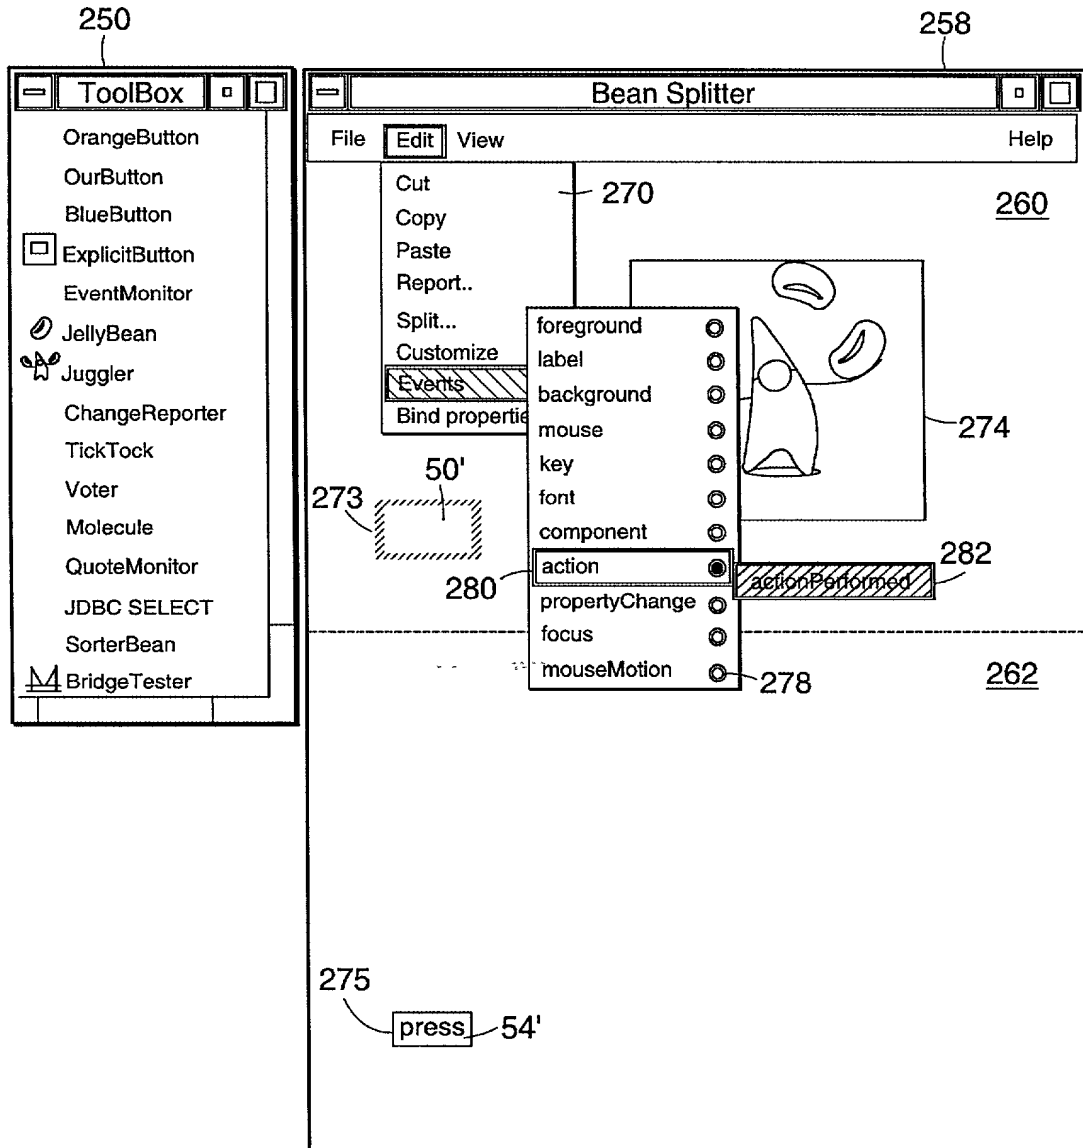 250
258
ToolBox
OrangeButton
OurButton
BlueButton
ExplicitButton
EventMonitor
JellyBean
Juggler
ChangeReporter
TickTock
Voter
Molecule
QuoteMonitor
JDBC SELECT
SorterBean
BridgeTester
Bean Splitter
File Edit View Help
Cut
Copy
Paste
Report..
Split...
Customize
Events
Bind propertie
270
260
foreground
label
background
mouse
key
font
component
action
propertyChange
focus
mouseMotion
274
273
50'
280
actionPerformed
282
278
262
275
press
54'